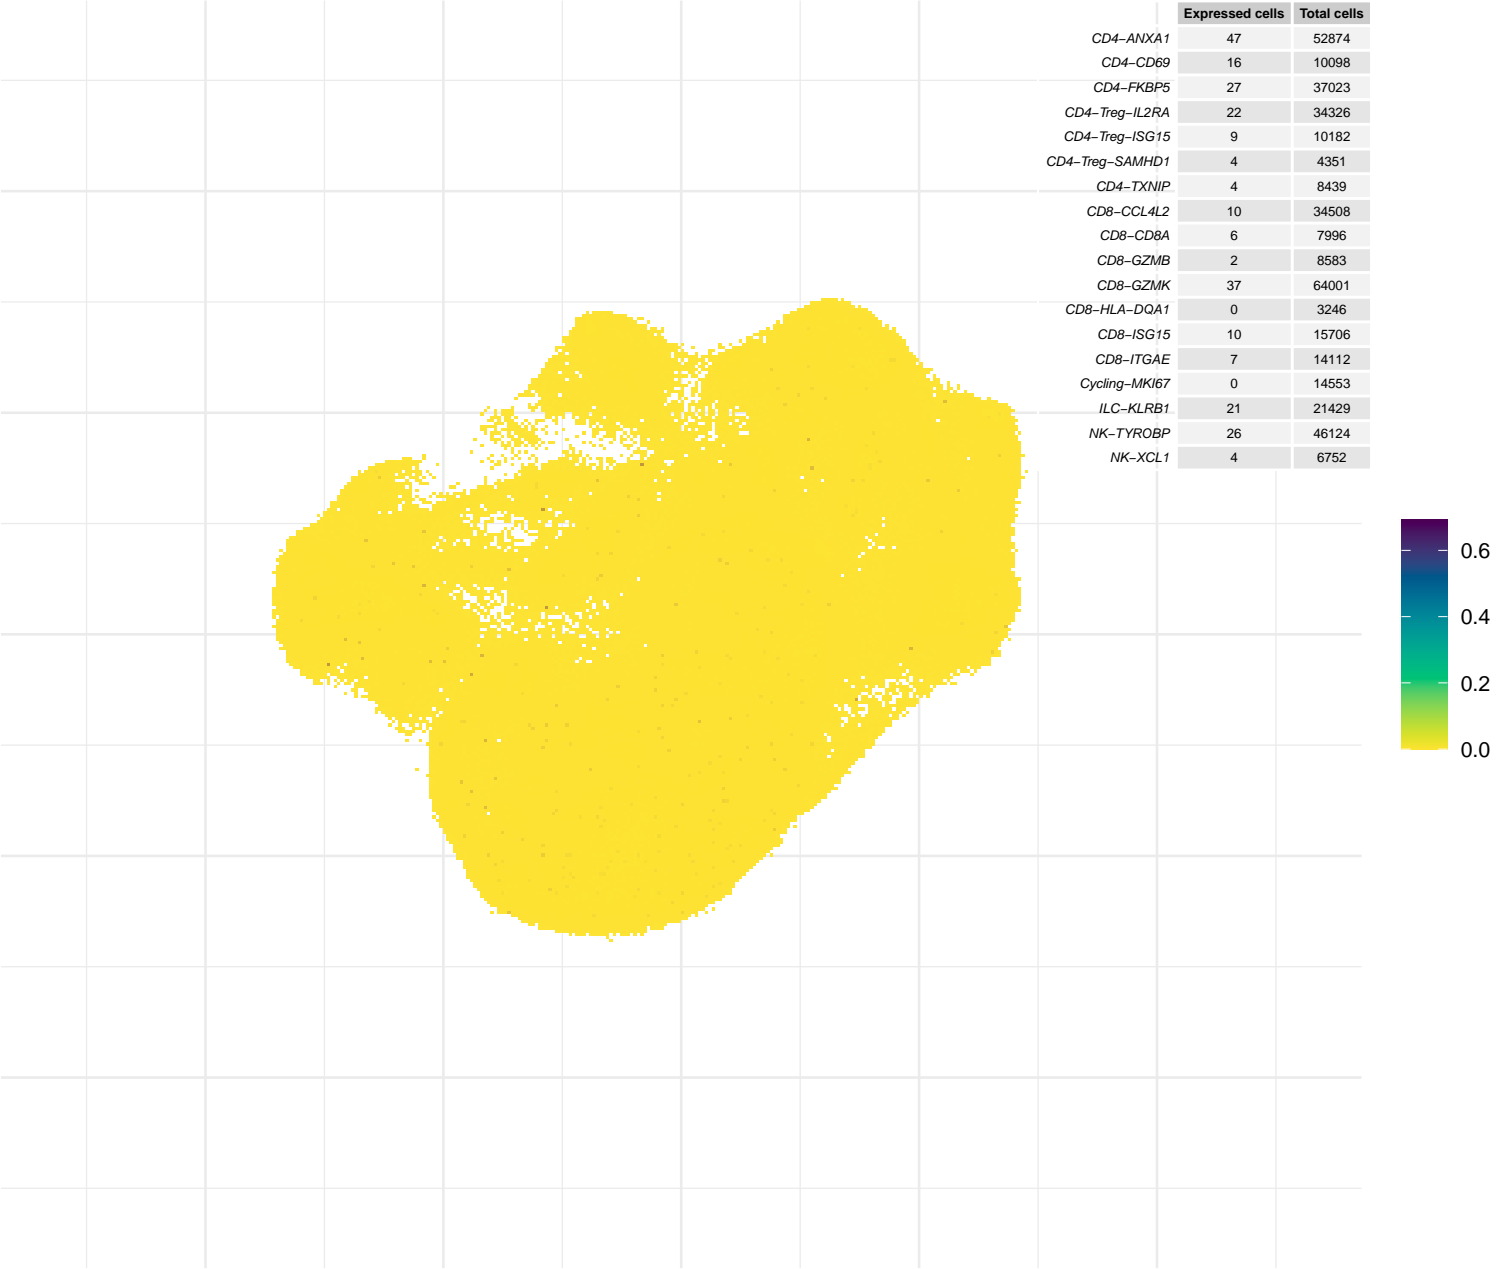 Expressed cells Total cells
CD4−ANXA1 47 52874
CD4−CD69 16 10098
CD4−FKBP5 27 37023
CD4−Treg−IL2RA 22 34326
CD4−Treg−ISG15 9 10182
CD4−Treg−SAMHD1 4 4351
CD4−TXNIP 4 8439
CD8−CCL4L2 10 34508
CD8−CD8A 6 7996
CD8−GZMB 2 8583
CD8−GZMK 37 64001
CD8−HLA−DQA1 0 3246
CD8−ISG15 10 15706
CD8−ITGAE 7 14112
Cycling−MKI67 0 14553
ILC−KLRB1 21 21429
NK−TYROBP 26 46124
NK−XCL1 4 6752
0.6
0.4
0.2
0.0